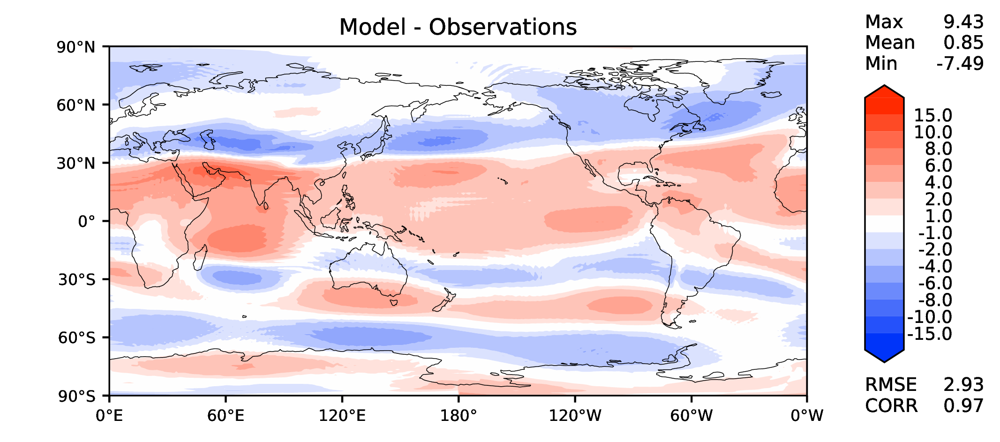 Model - Observations
Max 9.43
Mean 0.85
Min -7.49
90°N
60°N
30°N
0°
30°S
60°S
90°S
0°E 60°E 120°E 180° 120°W 60°W 0°W
15.0
10.0
8.0
6.0
4.0
2.0
1.0
-1.0
-2.0
-4.0
-6.0
-8.0
-10.0
-15.0
RMSE 2.93
CORR 0.97